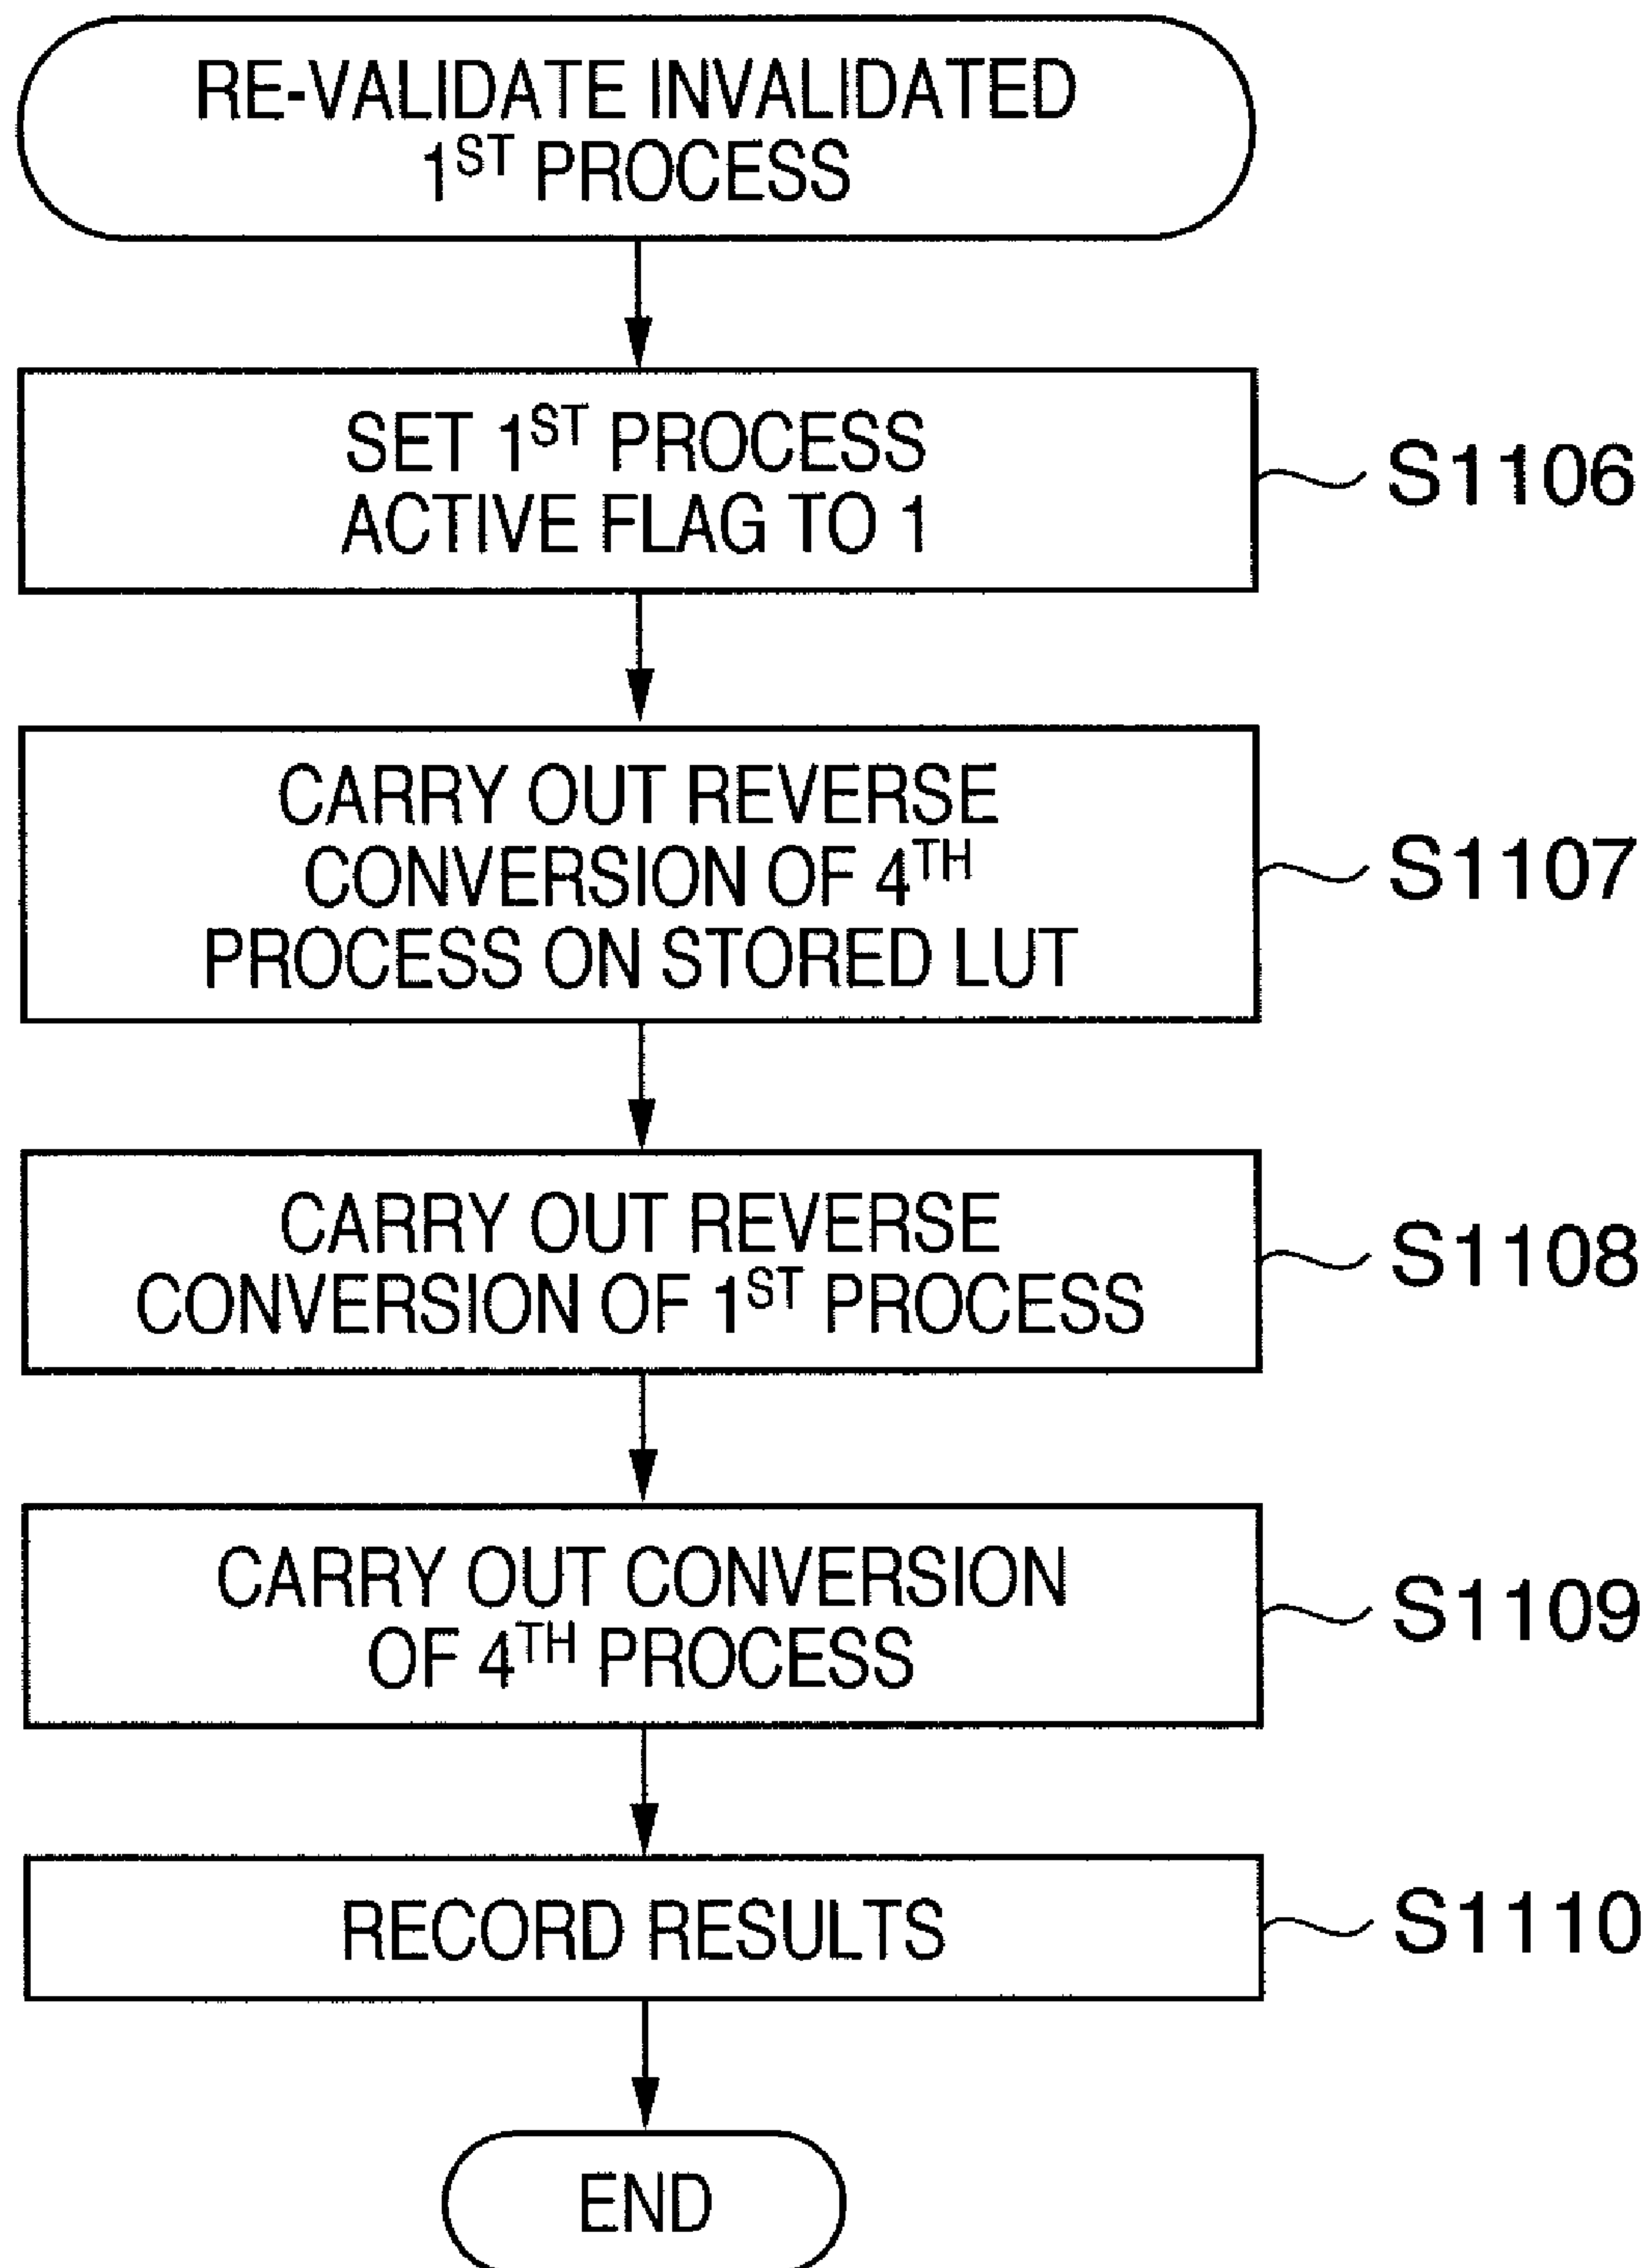 RE-VALIDATE INVALIDATED
1ST PROCESS
SET 1ST PROCESS
ACTIVE FLAG TO 1
S1106
CARRY OUT REVERSE
CONVERSION OF 4TH
PROCESS ON STORED LUT
S1107
CARRY OUT REVERSE
CONVERSION OF 1ST PROCESS
S1108
CARRY OUT CONVERSION
OF 4TH PROCESS
S1109
RECORD RESULTS
S1110
END